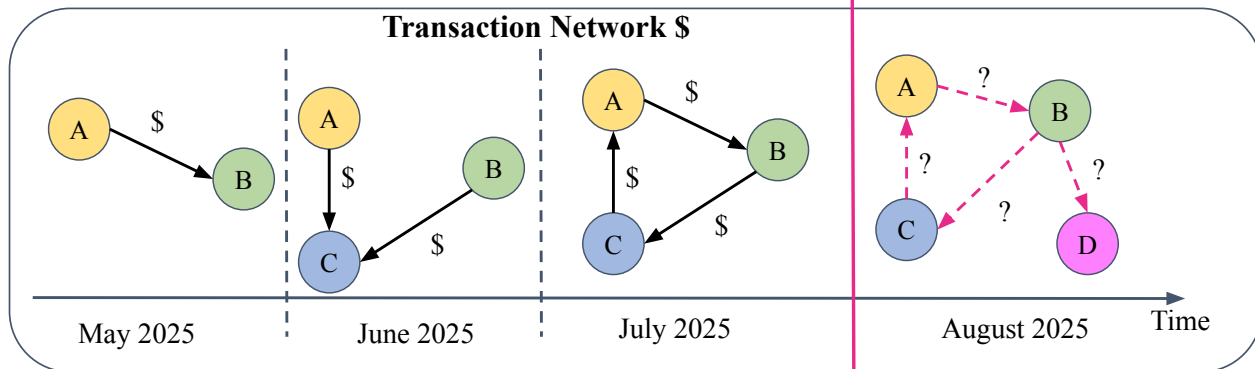 Transaction Network $
A
$
B
A
$
B
$
C
A
$
B
$
$
C
A
?
B
?
?
?
C
D
May 2025
June 2025
July 2025
August 2025
Time